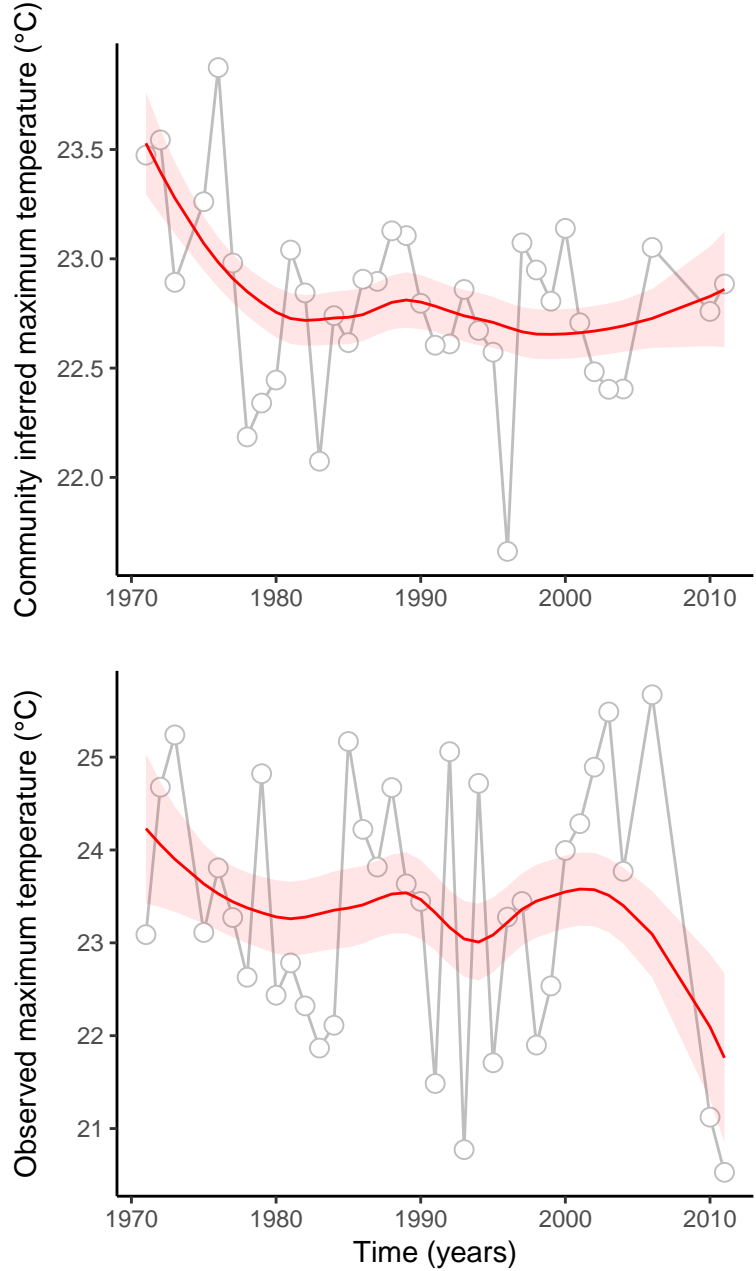 Community inferred maximum temperature (°C)
23.5
23.0
22.5
22.0
1970 1980 1990 2000 2010
Observed maximum temperature (°C)
25
24
23
22
21
1970 1980 1990 2000 2010
Time (years)